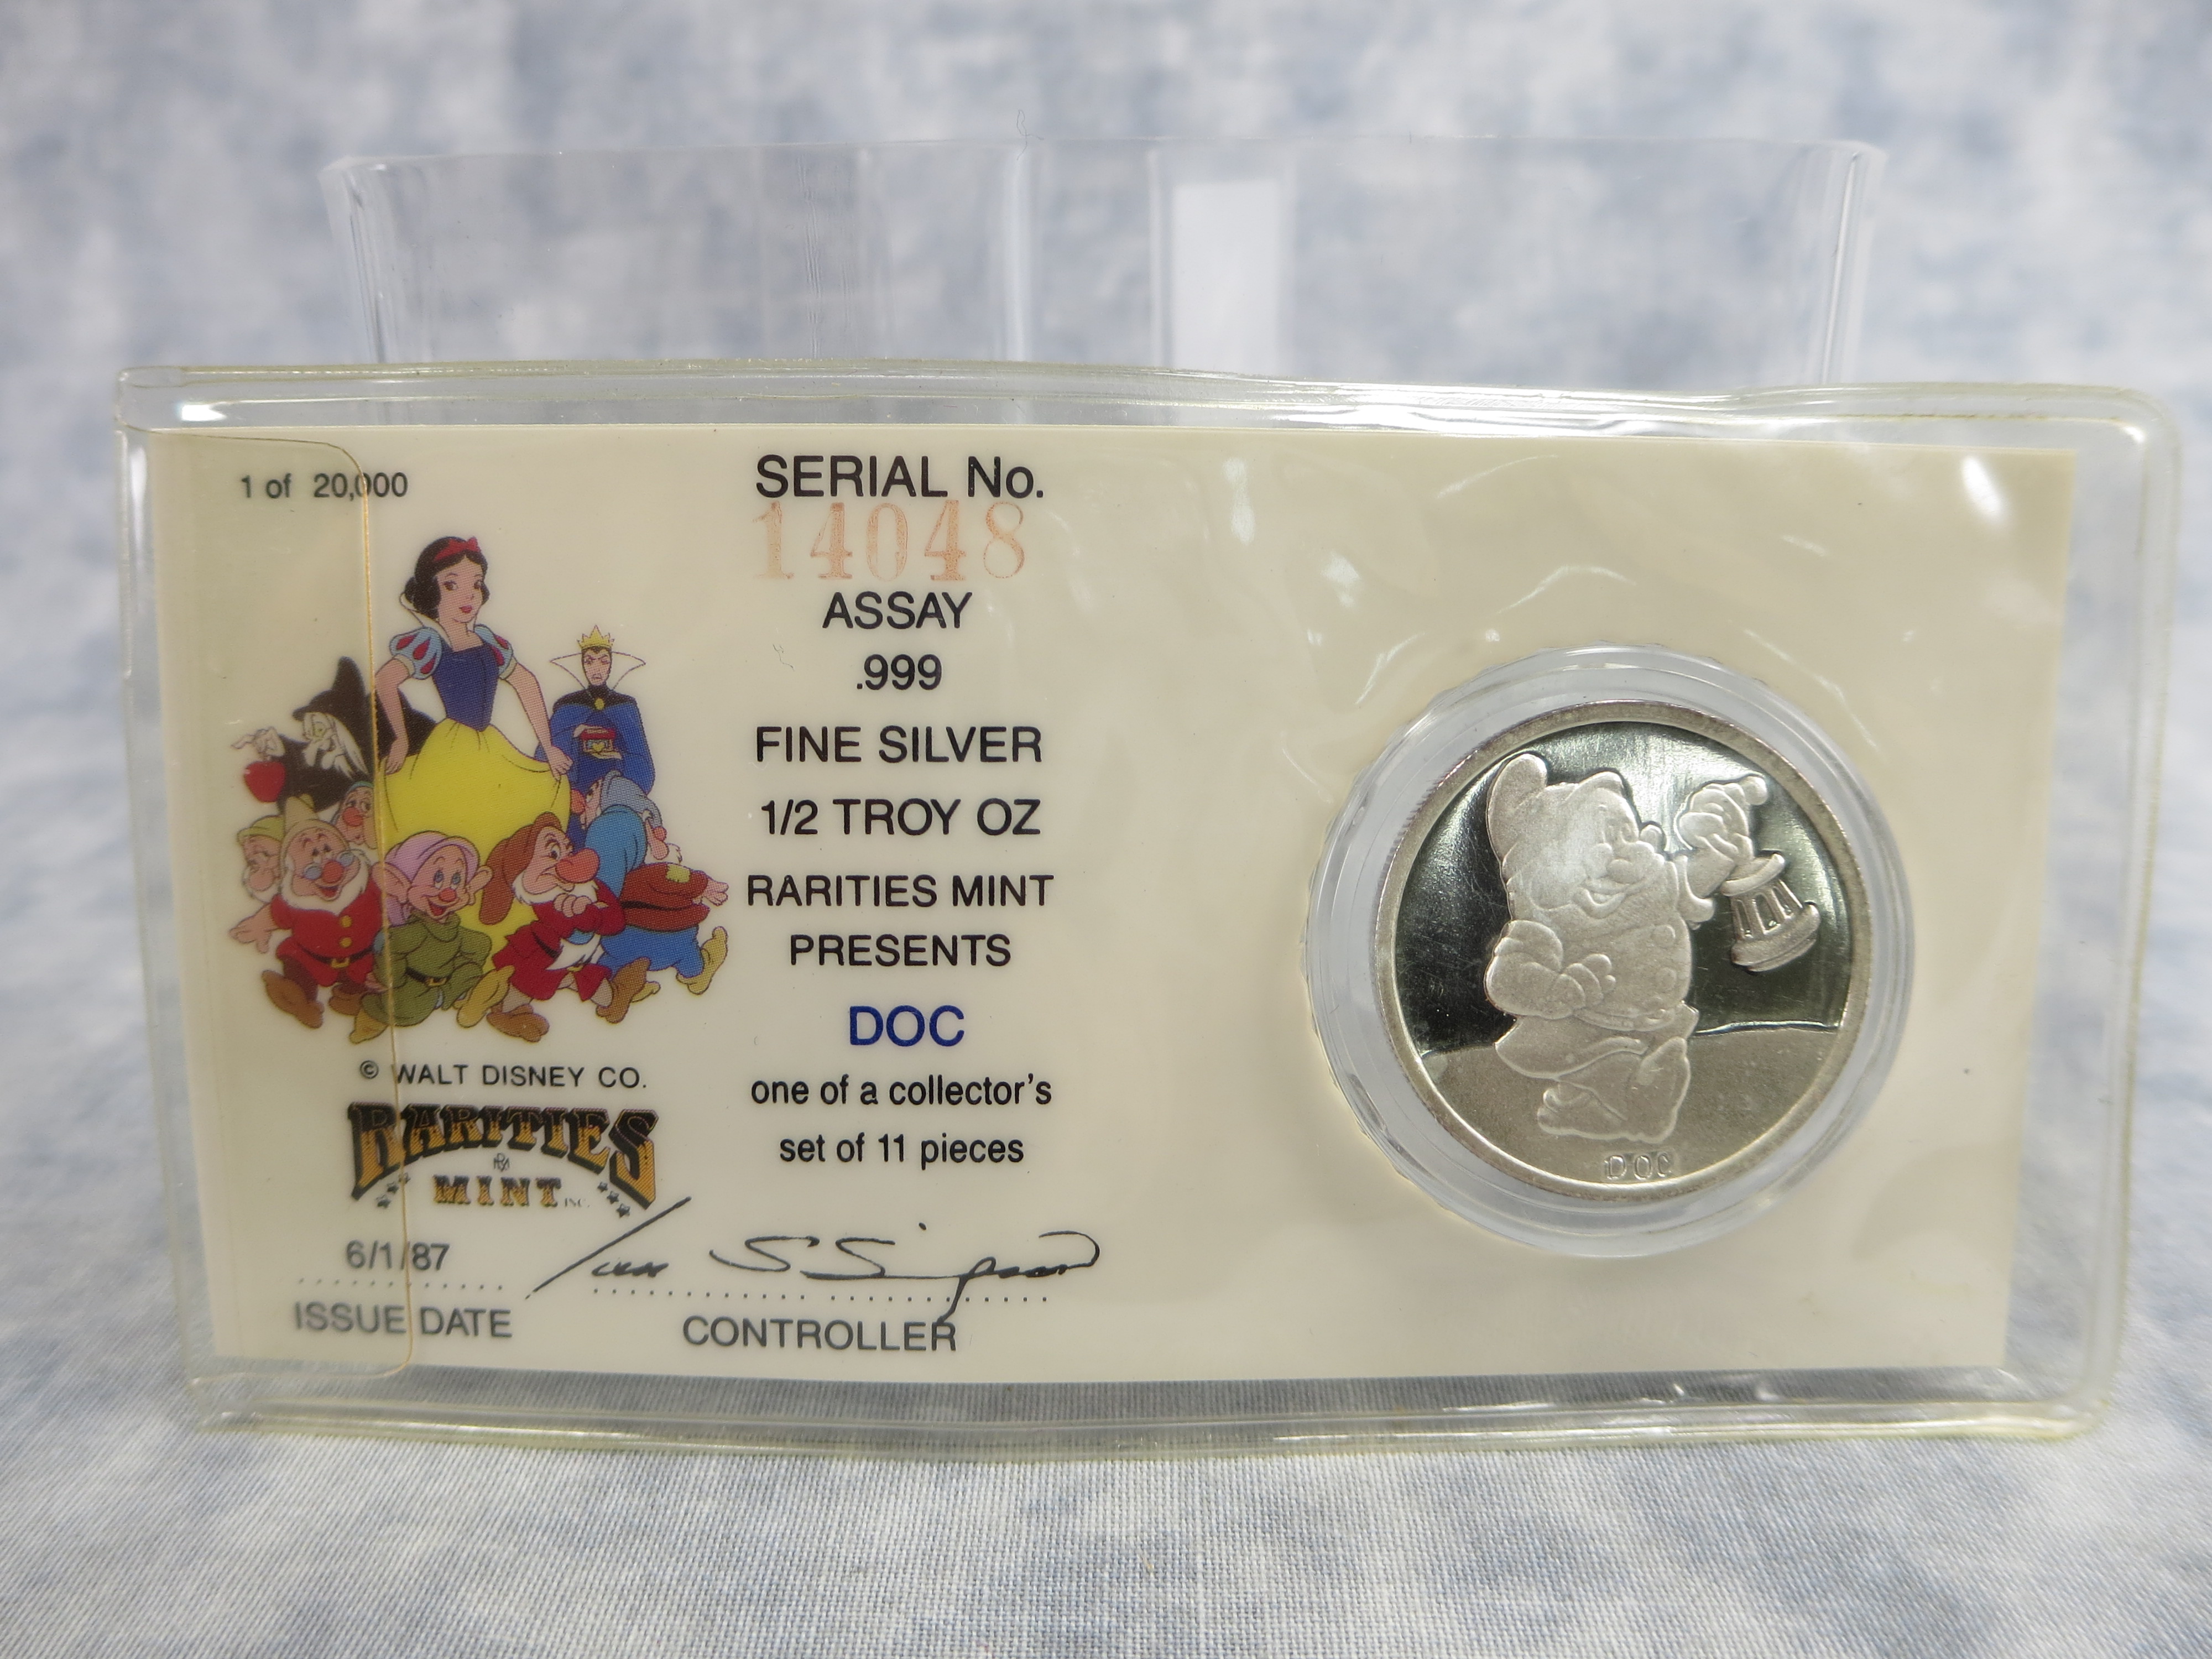 1 of 20,000
SERIAL No.
14048
ASSAY
.999
FINE SILVER
1/2 TROY OZ
RARITIES MINT
PRESENTS
DOC
one of a collector's
set of 11 pieces
© WALT DISNEY CO.
RARITIES
RM
MINT INC.
6/1/87
ISSUE DATE
CONTROLLER
DOC